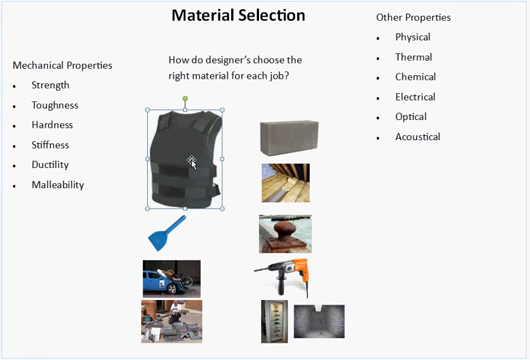 Material Selection
How do designer's choose the
right material for each job?
Mechanical Properties
• Strength
• Toughness
• Hardness
• Stiffness
• Ductility
• Malleability
Other Properties
• Physical
• Thermal
• Chemical
• Electrical
• Optical
• Acoustical